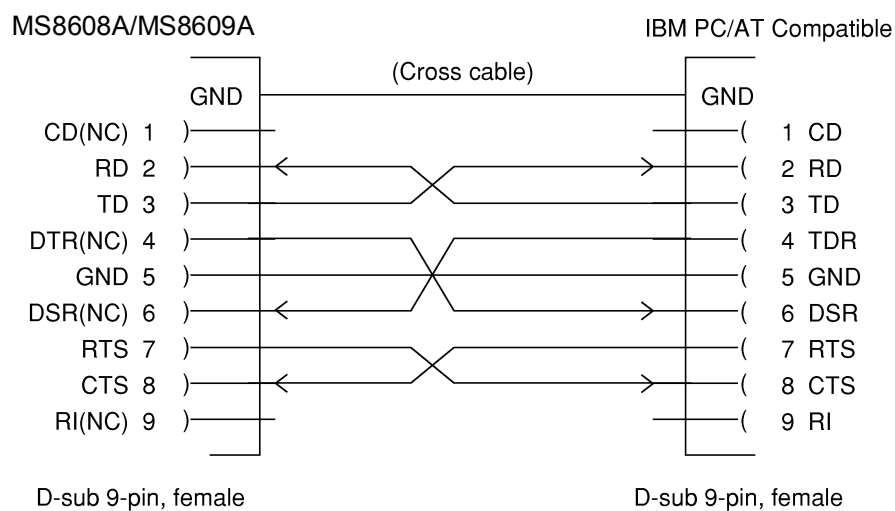 MS8608A/MS8609A
IBM PC/AT Compatible
(Cross cable)
GND
GND
CD(NC) 1
1 CD
RD 2
2 RD
TD 3
3 TD
DTR(NC) 4
4 TDR
GND 5
5 GND
DSR(NC) 6
6 DSR
RTS 7
7 RTS
CTS 8
8 CTS
RI(NC) 9
9 RI
D-sub 9-pin, female
D-sub 9-pin, female